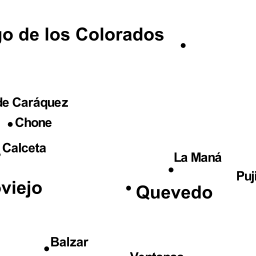 go de los Colorados
de Caráquez
Chone
Calceta
La Maná
Puji
oviejo
Quevedo
Balzar